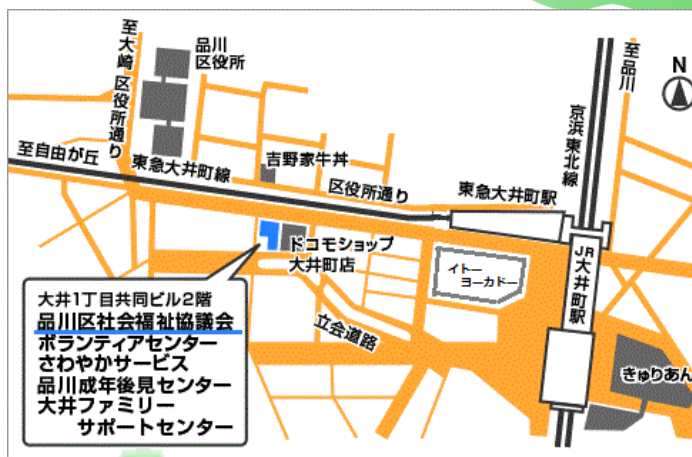 至大崎
区役所通り
品川
区役所
至品川
N
京浜東北線
至自由が丘
東急大井町線
吉野家牛丼
区役所通り
東急大井町駅
ドコモショップ
大井町店
イトー
ヨーカドー
JR大井町駅
立会道路
きゅりあん
大井1丁目共同ビル2階
品川区社会福祉協議会
ボランティアセンター
さわやかサービス
品川成年後見センター
大井ファミリー
サポートセンター